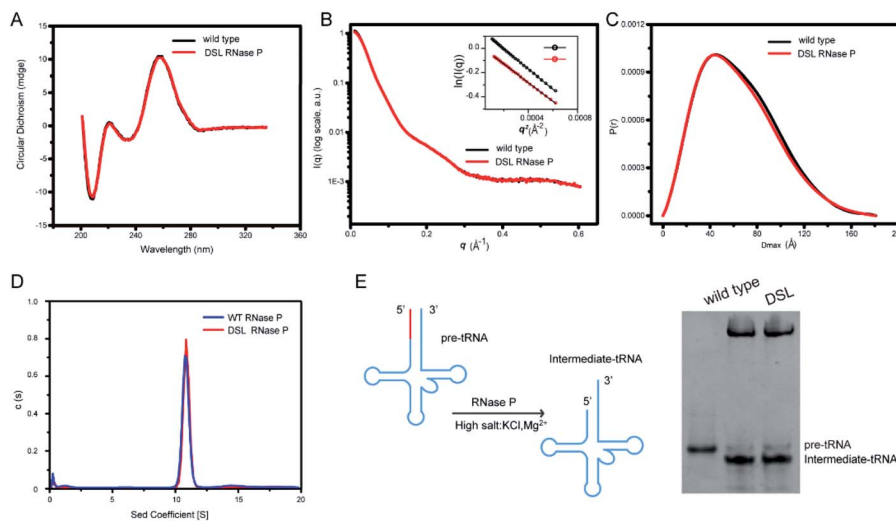 A
wild type
DSL RNase P
Circular Dichroism (mdge)
15
10
5
0
-5
-10
-15
200
240
280
320
360
Wavelength (nm)
B
I(q) (log scale, a.u.)
1
0.1
0.01
1E-3
0.0
0.2
0.4
0.6
q (Å⁻¹)
ln(I(q))
0.0
-0.4
0.0004
0.0008
q² (Å⁻²)
wild type
DSL RNase P
C
wild type
DSL RNase P
P(r)
0.0012
0.0009
0.0006
0.0003
0.0000
0
40
80
120
160
200
Dmax (Å)
D
WT RNase P
DSL RNase P
c (s)
1.0
0.8
0.6
0.4
0.2
0.0
0
5
10
15
20
Sed Coefficient [S]
E
5'
3'
pre-tRNA
RNase P
High salt:KCl,Mg²⁺
Intermediate-tRNA
3'
5'
wild type
DSL
pre-tRNA
Intermediate-tRNA